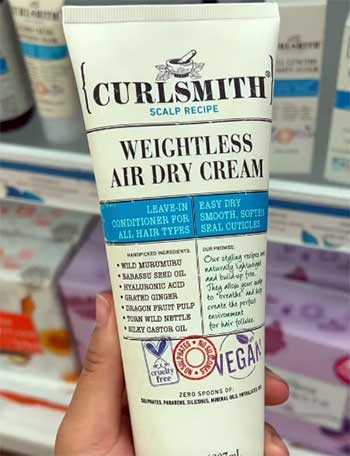 {CURLSMITH}
SCALP RECIPE
WEIGHTLESS
AIR DRY CREAM
LEAVE-IN
CONDITIONER FOR
ALL HAIR TYPES
EASY DRY
SMOOTH, SOFTEN
SEAL CUTICLES
HANDPICKED INGREDIENTS:
• WILD MURUMURU
• BABASSU SEED OIL
• HYALURONIC ACID
• GRATED GINGER
• DRAGON FRUIT PULP
• TORN WILD NETTLE
• SILKY CASTOR OIL
OUR PROMISE:
Our styling recipes are
naturally lightweight
and build-up free.
They allow your scalp
to "breathe" and help
create the perfect
environment
for hair follicles.
cruelty
free
NO SULPHATES • NO SILICONES
VEGAN
ZERO SPOONS OF:
SULPHATES, PARABENS, SILICONES, MINERAL OILS, PHTHALATES,